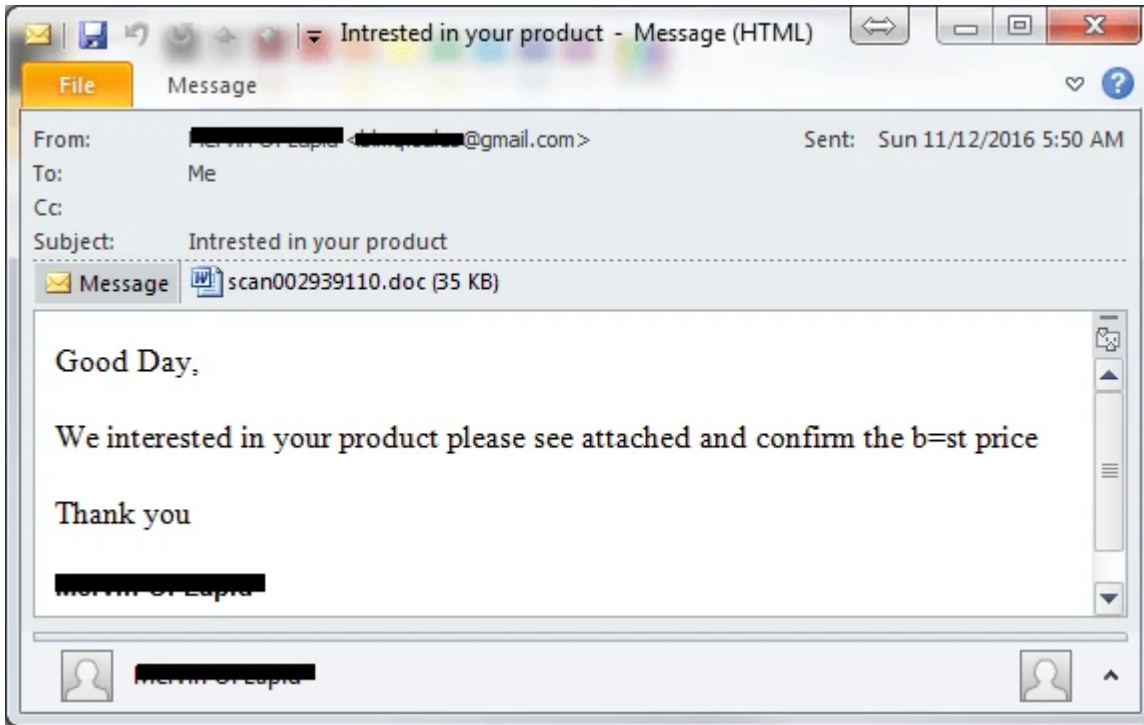 Intrested in your product - Message (HTML)
File Message
From: @gmail.com> Sent: Sun 11/12/2016 5:50 AM
To: Me
Cc:
Subject: Intrested in your product
Message scan002939110.doc (35 KB)
Good Day,
We interested in your product please see attached and confirm the b=st price
Thank you